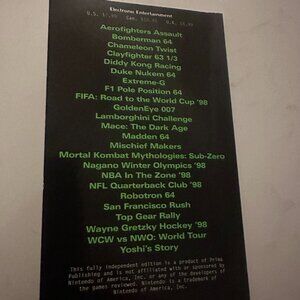 Electronic Entertainment
Aerofighters Assault
Bomberman 64
Chameleon Twist
Clayfighter 63 1/3
Diddy Kong Racing
Duke Nukem 64
Extreme-G
F1 Pole Position 64
FIFA: Road to the World Cup '98
GoldenEye 007
Lamborghini Challenge
Mace: The Dark Age
Madden 64
Mischief Makers
Mortal Kombat Mythologies: Sub-Zero
Nagano Winter Olympics '98
NBA In The Zone '98
NFL Quarterback Club '98
Robotron 64
San Francisco Rush
Top Gear Rally
Wayne Gretzky Hockey '98
WCW vs NWO: World Tour
Yoshi's Story
This fully independent edition is a product of Prima
Publishing and is not affiliated with or sponsored by
Nintendo of America, Inc. or any of the developers of
the games reviewed. Nintendo is a trademark of
Nintendo of America, Inc.